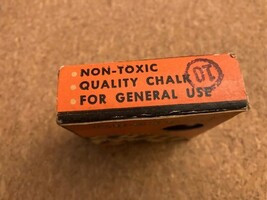 NON-TOXIC
QUALITY CHALK
FOR GENERAL USE